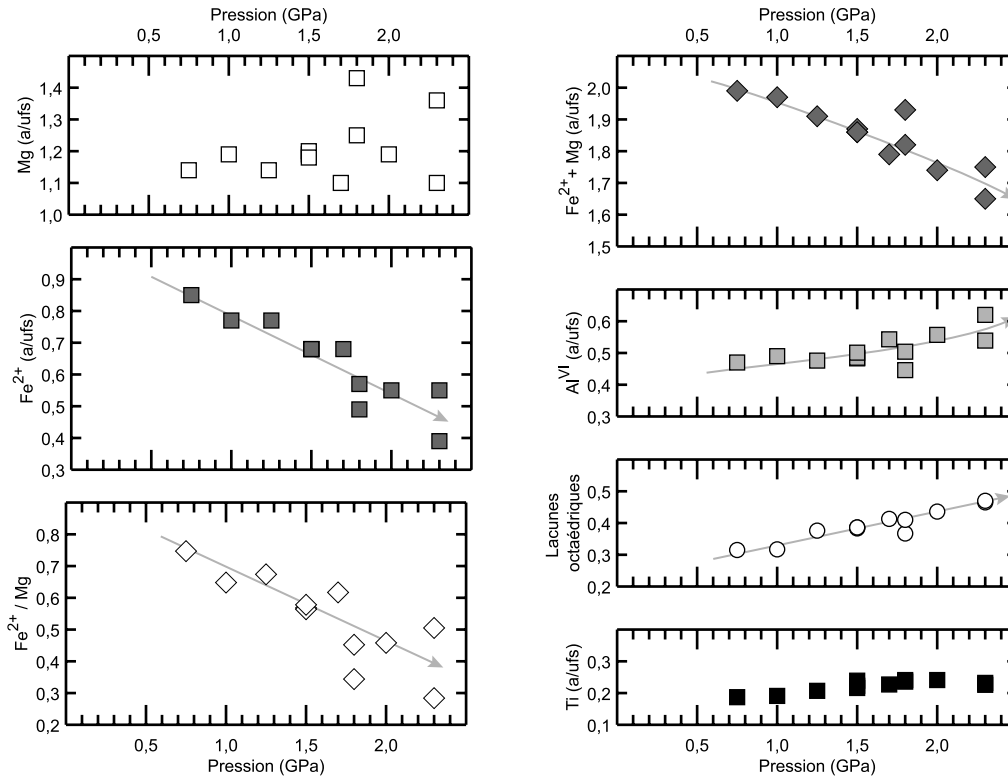 Pression (GPa)
0,5 1,0 1,5 2,0
Mg (a/ufs)
1,4
1,3
1,2
1,1
1,0
Fe2+ (a/ufs)
0,9
0,8
0,7
0,6
0,5
0,4
0,3
Fe2+ / Mg
0,8
0,7
0,6
0,5
0,4
0,3
0,2
0,5 1,0 1,5 2,0
Pression (GPa)
Pression (GPa)
0,5 1,0 1,5 2,0
Fe2+ + Mg (a/ufs)
2,0
1,9
1,8
1,7
1,6
1,5
AlVI (a/ufs)
0,6
0,5
0,4
0,3
Lacunes
octaédriques
0,5
0,4
0,3
0,2
Ti (a/ufs)
0,3
0,2
0,1
0,5 1,0 1,5 2,0
Pression (GPa)